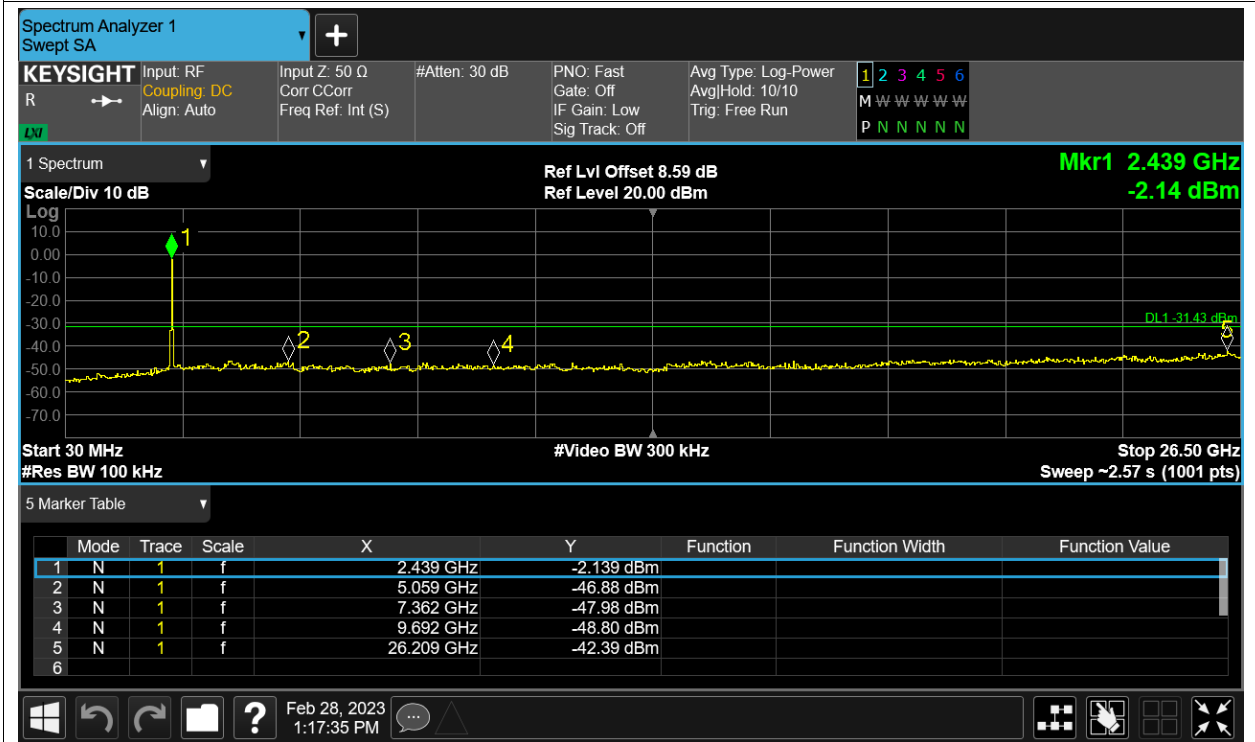 Spectrum Analyzer 1
Swept SA
+
KEYSIGHT
R
LXI
Input: RF
Coupling: DC
Align: Auto
Input Z: 50 Ω
Corr CCorr
Freq Ref: Int (S)
#Atten: 30 dB
PNO: Fast
Gate: Off
IF Gain: Low
Sig Track: Off
Avg Type: Log-Power
Avg|Hold: 10/10
Trig: Free Run
1 2 3 4 5 6
M W W W W W
P N N N N N
1 Spectrum
Scale/Div 10 dB
Ref Lvl Offset 8.59 dB
Ref Level 20.00 dBm
Mkr1 2.439 GHz
-2.14 dBm
Log
10.0
0.00
-10.0
-20.0
-30.0
-40.0
-50.0
-60.0
-70.0
1
2
3
4
5
DL1 -31.43 dBm
Start 30 MHz
#Video BW 300 kHz
Stop 26.50 GHz
#Res BW 100 kHz
Sweep ~2.57 s (1001 pts)
5 Marker Table
Mode Trace Scale X Y Function Function Width Function Value
1 N 1 f 2.439 GHz -2.139 dBm
2 N 1 f 5.059 GHz -46.88 dBm
3 N 1 f 7.362 GHz -47.98 dBm
4 N 1 f 9.692 GHz -48.80 dBm
5 N 1 f 26.209 GHz -42.39 dBm
6
?
Feb 28, 2023
1:17:35 PM